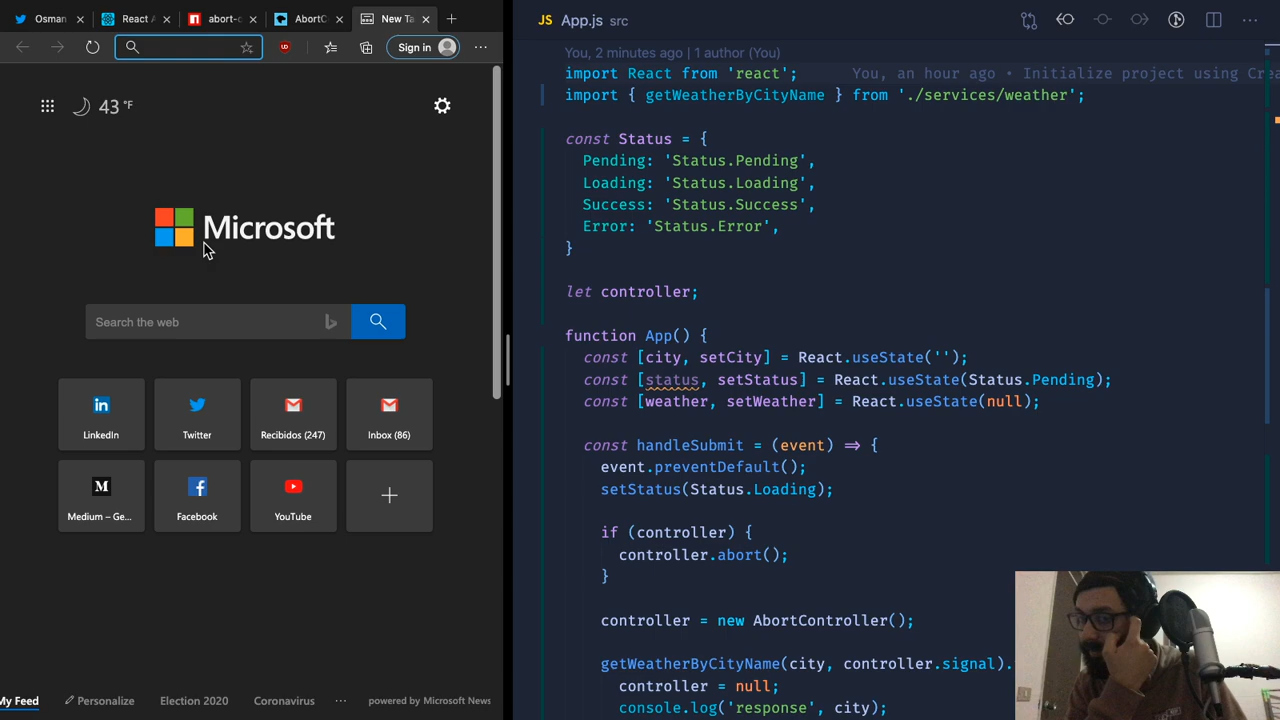 Osman
React A
abort-c
AbortC
New Tab
Sign in
43 °F
Microsoft
Search the web
LinkedIn
Twitter
Recibidos (247)
Inbox (86)
M
Medium – Ge...
Facebook
YouTube
My Feed
Personalize
Election 2020
Coronavirus
...
powered by Microsoft News
JS App.js src
You, 2 minutes ago | 1 author (You)
import React from 'react'; You, an hour ago • Initialize project using Crea
import { getWeatherByCityName } from './services/weather';
const Status = {
Pending: 'Status.Pending',
Loading: 'Status.Loading',
Success: 'Status.Success',
Error: 'Status.Error',
}
let controller;
function App() {
const [city, setCity] = React.useState('');
const [status, setStatus] = React.useState(Status.Pending);
const [weather, setWeather] = React.useState(null);
const handleSubmit = (event) => {
event.preventDefault();
setStatus(Status.Loading);
if (controller) {
controller.abort();
}
controller = new AbortController();
getWeatherByCityName(city, controller.signal).
controller = null;
console.log('response', city);